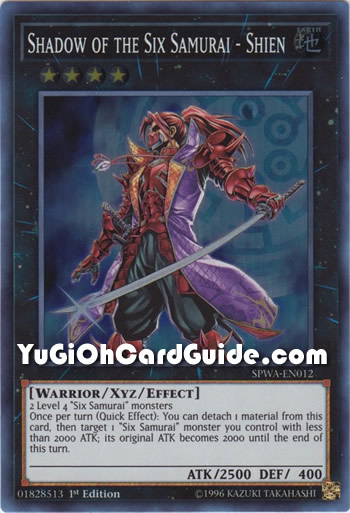 SHADOW OF THE SIX SAMURAI - SHIEN
EARTH
地
YuGiOhCardGuide.com
SPWA-EN012
[WARRIOR/XYZ/EFFECT]
2 Level 4 "Six Samurai" monsters
Once per turn (Quick Effect): You can detach 1 material from this
card, then target 1 "Six Samurai" monster you control with less
than 2000 ATK; its original ATK becomes 2000 until the end of
this turn.
ATK/2500 DEF/ 400
01828513 1st Edition ©1996 KAZUKI TAKAHASHI